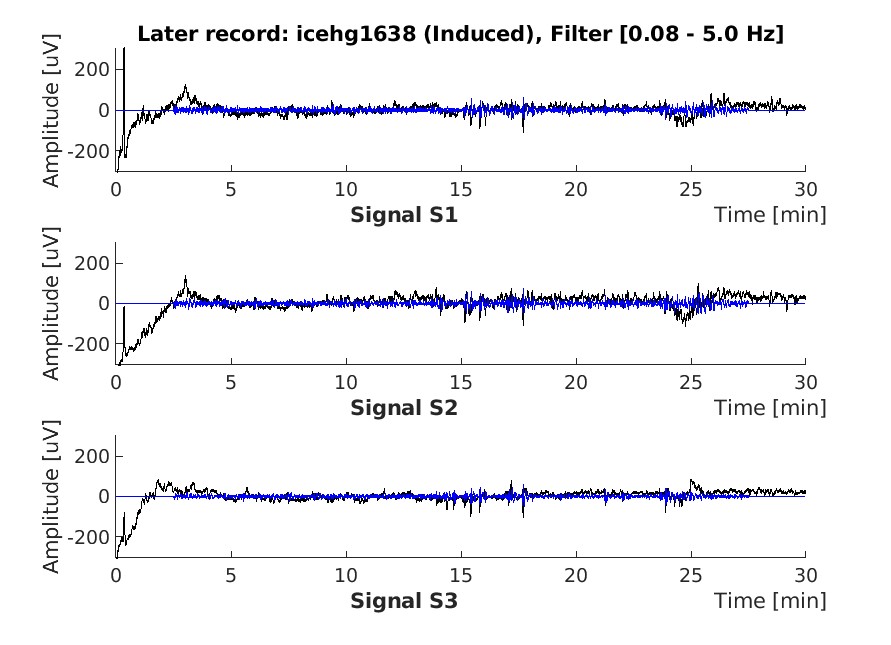 Later record: icehg1638 (Induced), Filter [0.08 - 5.0 Hz]
Amplitude [uV]
200
0
-200
0 5 10 15 20 25 30
Signal S1 Time [min]
Amplitude [uV]
200
0
-200
0 5 10 15 20 25 30
Signal S2 Time [min]
Amplitude [uV]
200
0
-200
0 5 10 15 20 25 30
Signal S3 Time [min]